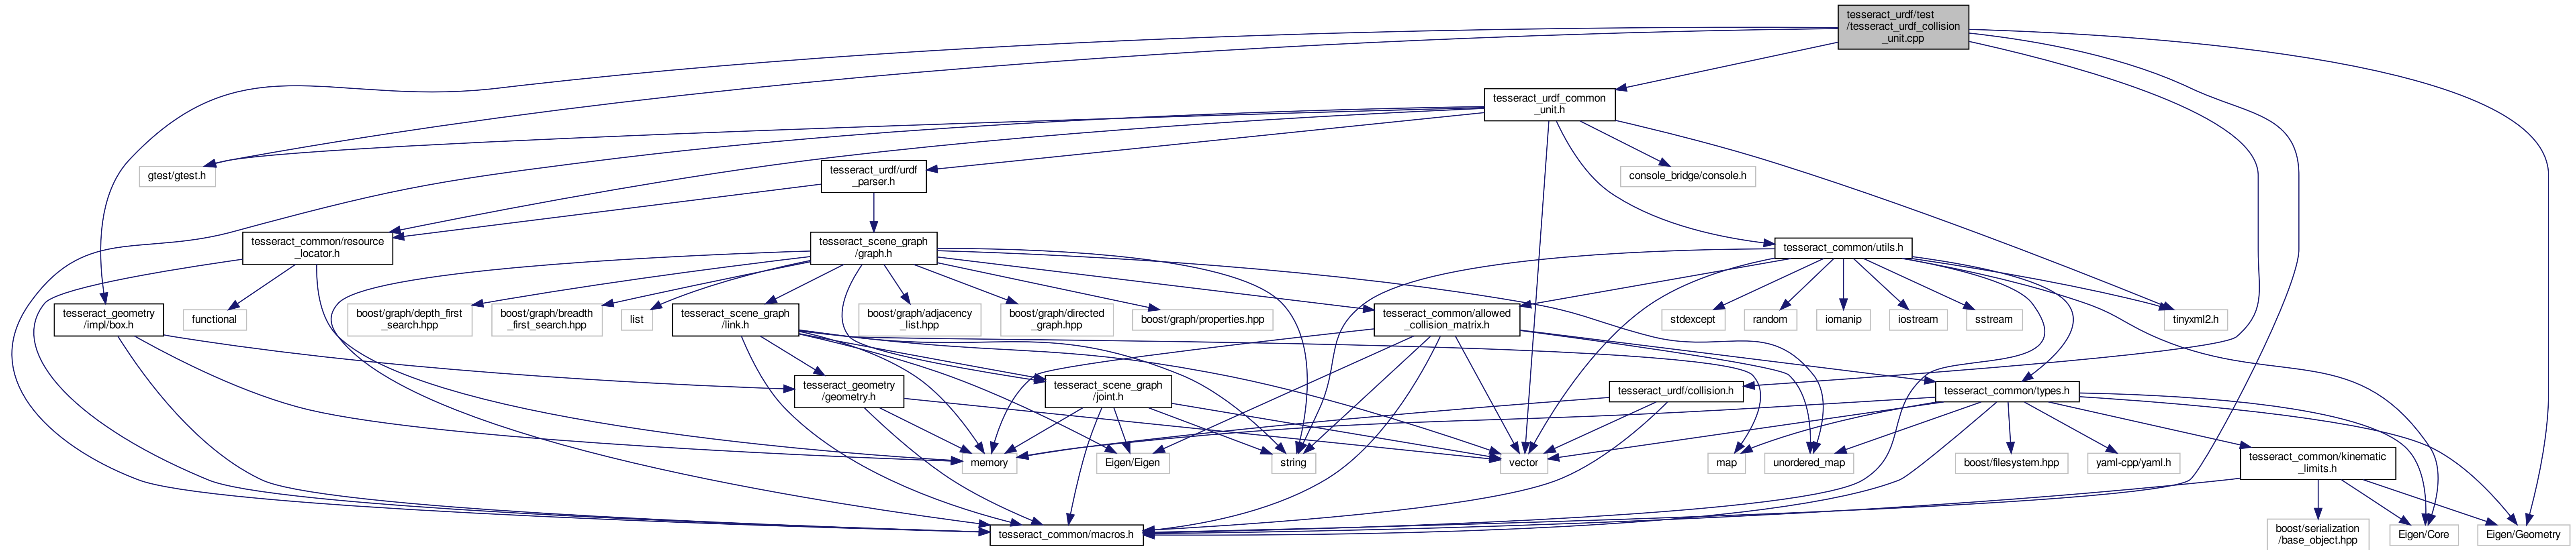 tesseract_urdf/test
/tesseract_urdf_collision
_unit.cpp
tesseract_urdf_common
_unit.h
gtest/gtest.h
tesseract_urdf/urdf
_parser.h
console_bridge/console.h
tesseract_common/resource
_locator.h
tesseract_scene_graph
/graph.h
tesseract_common/utils.h
tesseract_geometry
/impl/box.h
functional
boost/graph/depth_first
_search.hpp
boost/graph/breadth
_first_search.hpp
list
tesseract_scene_graph
/link.h
boost/graph/adjacency
_list.hpp
boost/graph/directed
_graph.hpp
boost/graph/properties.hpp
tesseract_common/allowed
_collision_matrix.h
stdexcept
random
iomanip
iostream
sstream
tinyxml2.h
tesseract_geometry
/geometry.h
tesseract_scene_graph
/joint.h
tesseract_urdf/collision.h
tesseract_common/types.h
memory
Eigen/Eigen
string
vector
map
unordered_map
boost/filesystem.hpp
yaml-cpp/yaml.h
tesseract_common/kinematic
_limits.h
tesseract_common/macros.h
boost/serialization
/base_object.hpp
Eigen/Core
Eigen/Geometry